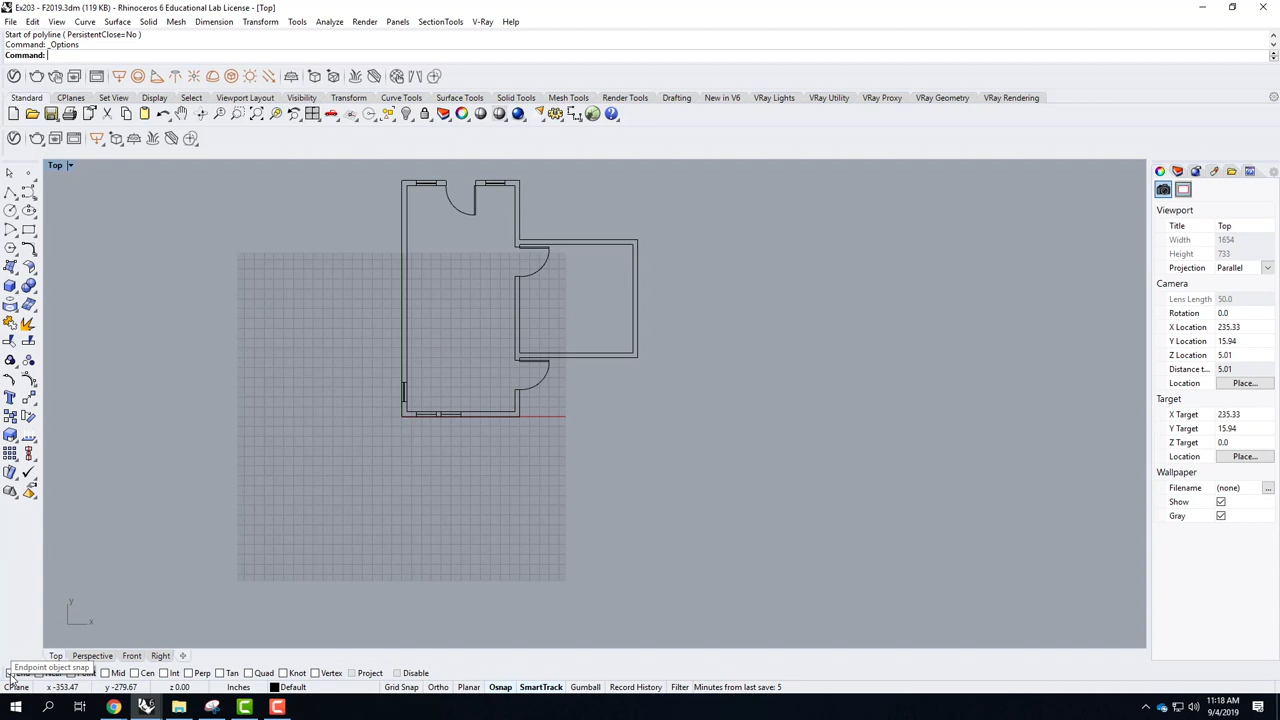 Ex203 - F2019.3dm (119 KB) - Rhinoceros 6 Educational Lab License - [Top]
File Edit View Curve Surface Solid Mesh Dimension Transform Tools Analyze Render Panels SectionTools V-Ray Help
Start of polyline ( PersistentClose=No )
Command: _Options
Command:
Standard CPlanes Set View Display Select Viewport Layout Visibility Transform Curve Tools Surface Tools Solid Tools Mesh Tools Render Tools Drafting New in V6 VRay Lights VRay Utility VRay Proxy VRay Geometry VRay Rendering
Top
Viewport
Title Top
Width 1654
Height 733
Projection Parallel
Camera
Lens Length 50.0
Rotation 0.0
X Location 235.33
Y Location 15.94
Z Location 5.01
Distance t... 5.01
Location Place...
Target
X Target 235.33
Y Target 15.94
Z Target 0.0
Location Place...
Wallpaper
Filename (none) ...
Show
Gray
y
x
Top Perspective Front Right
Endpoint object snap
Mid Cen Int Perp Tan Quad Knot Vertex Project Disable
CPlane x -353.47 y -279.67 z 0.00 Inches Default Grid Snap Ortho Planar Osnap SmartTrack Gumball Record History Filter Minutes from last save: 5
11:18 AM
9/4/2019